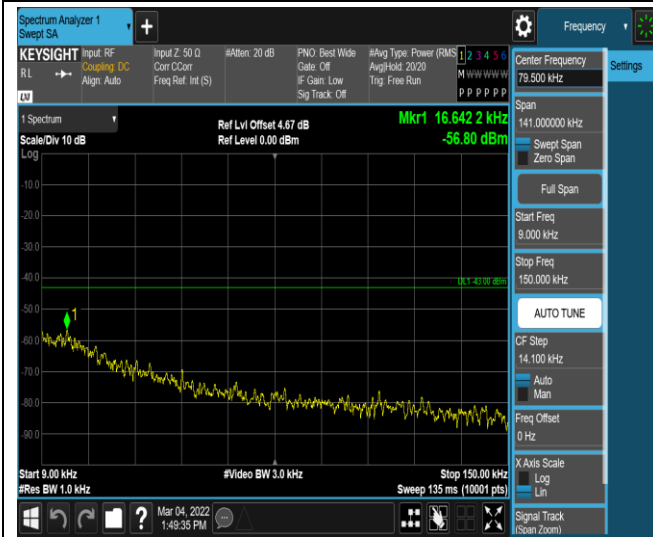 Spectrum Analyzer 1
Swept SA
Frequency
KEYSIGHT
RL
LXI
Input: RF
Coupling: DC
Align: Auto
Input Z: 50 Ω
Corr CCorr
Freq Ref: Int (S)
#Atten: 20 dB
PNO: Best Wide
Gate: Off
IF Gain: Low
Sig Track: Off
#Avg Type: Power (RMS
Avg|Hold: 20/20
Trig: Free Run
1 2 3 4 5 6
M W W W W W
P P P P P P
1 Spectrum
Scale/Div 10 dB
Ref Lvl Offset 4.67 dB
Ref Level 0.00 dBm
Mkr1 16.642 2 kHz
-56.80 dBm
Log
-10.0
-20.0
-30.0
-40.0
-50.0
-60.0
-70.0
-80.0
-90.0
DL1 -43.00 dBm
1
Start 9.00 kHz
#Res BW 1.0 kHz
#Video BW 3.0 kHz
Stop 150.00 kHz
Sweep 135 ms (10001 pts)
Mar 04, 2022
1:49:35 PM
Center Frequency
79.500 kHz
Settings
Span
141.000000 kHz
Swept Span
Zero Span
Full Span
Start Freq
9.000 kHz
Stop Freq
150.000 kHz
AUTO TUNE
CF Step
14.100 kHz
Auto
Man
Freq Offset
0 Hz
X Axis Scale
Log
Lin
Signal Track
(Span Zoom)